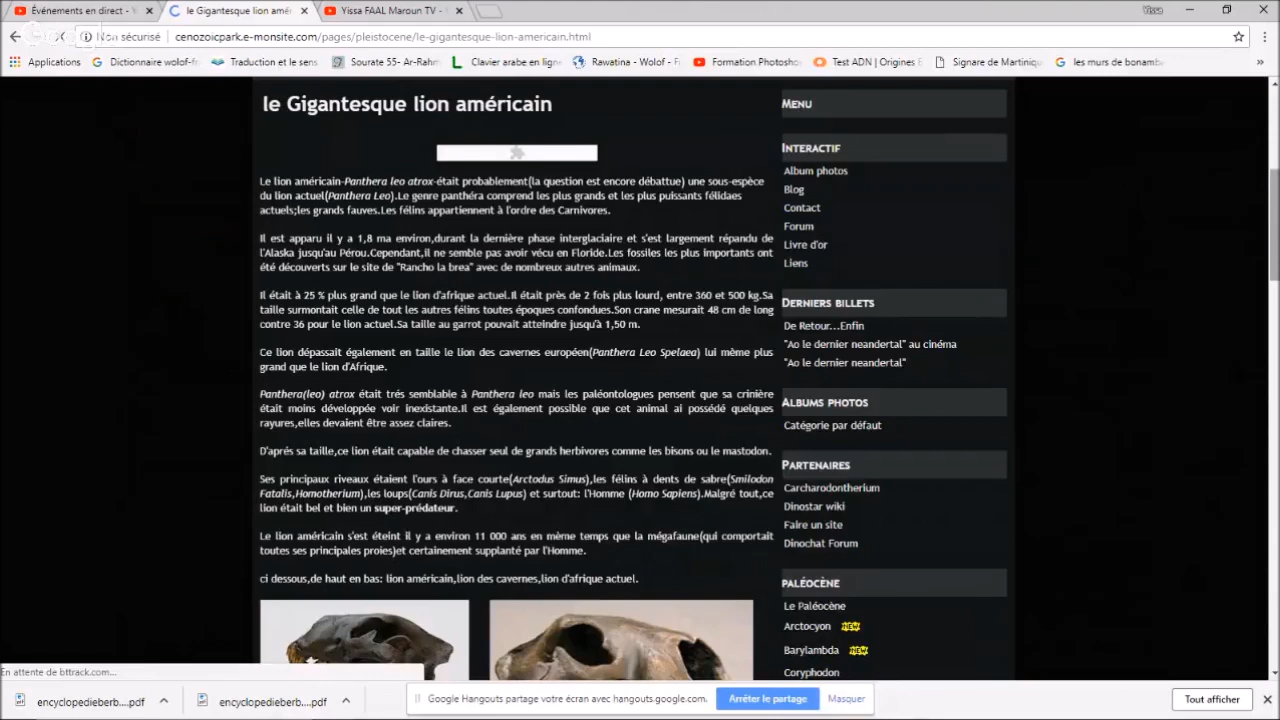 Événements en direct - Y
le Gigantesque lion améri
Yissa FAAL Maroun TV -
Yissa
Non sécurisé
cenozoicpark.e-monsite.com/pages/pleistocene/le-gigantesque-lion-americain.html
Applications
Dictionnaire wolof-fr
Traduction et le sens
Sourate 55- Ar-Rahm
Clavier arabe en ligne
Rawatina - Wolof - Fr
Formation Photoshop
Test ADN | Origines E
Signare de Martiniqu
les murs de bonamba
»
le Gigantesque lion américain
Le lion américain-Panthera leo atrox-était probablement(la question est encore débattue) une sous-espèce
du lion actuel(Panthera Leo).Le genre panthéra comprend les plus grands et les plus puissants félidaes
actuels;les grands fauves.Les félins appartiennent à l'ordre des Carnivores.
Il est apparu il y a 1,8 ma environ,durant la dernière phase interglaciaire et s'est largement répandu de
l'Alaska jusqu'au Pérou.Cependant,il ne semble pas avoir vécu en Floride.Les fossiles les plus importants ont
été découverts sur le site de "Rancho la brea" avec de nombreux autres animaux.
Il était à 25 % plus grand que le lion d'afrique actuel.Il était près de 2 fois plus lourd, entre 360 et 500 kg.Sa
taille surmontait celle de tout les autres félins toutes époques confondues.Son crane mesurait 48 cm de long
contre 36 pour le lion actuel.Sa taille au garrot pouvait atteindre jusqu'à 1,50 m.
Ce lion dépassait également en taille le lion des cavernes européen(Panthera Leo Spelaea) lui mème plus
grand que le lion d'Afrique.
Panthera(leo) atrox était trés semblable à Panthera leo mais les paléontologues pensent que sa crinière
était moins développée voir inexistante.Il est également possible que cet animal ai possédé quelques
rayures,elles devaient être assez claires.
D'aprés sa taille,ce lion était capable de chasser seul de grands herbivores comme les bisons ou le mastodon.
Ses principaux riveaux étaient l'ours à face courte(Arctodus Simus),les félins à dents de sabre(Smilodon
Fatalis,Homotherium),les loups(Canis Dirus,Canis Lupus) et surtout: l'Homme (Homo Sapiens).Malgré tout,ce
lion était bel et bien un super-prédateur.
Le lion américain s'est éteint il y a environ 11 000 ans en mème temps que la mégafaune(qui comportait
toutes ses principales proies)et certainement supplanté par l'Homme.
ci dessous,de haut en bas: lion américain,lion des cavernes,lion d'afrique actuel.
Menu
Interactif
Album photos
Blog
Contact
Forum
Livre d'or
Liens
Derniers billets
De Retour...Enfin
"Ao le dernier neandertal" au cinéma
"Ao le dernier neandertal"
Albums photos
Catégorie par défaut
Partenaires
Carcharodontherium
Dinostar wiki
Faire un site
Dinochat Forum
PALÉOCÈNE
Le Paléocène
Arctocyon NEW
Barylambda NEW
Coryphodon
En attente de bttrack.com...
encyclopedieberb....pdf
Google Hangouts partage votre écran avec hangouts.google.com.
Arrêter le partage
Masquer
Tout afficher